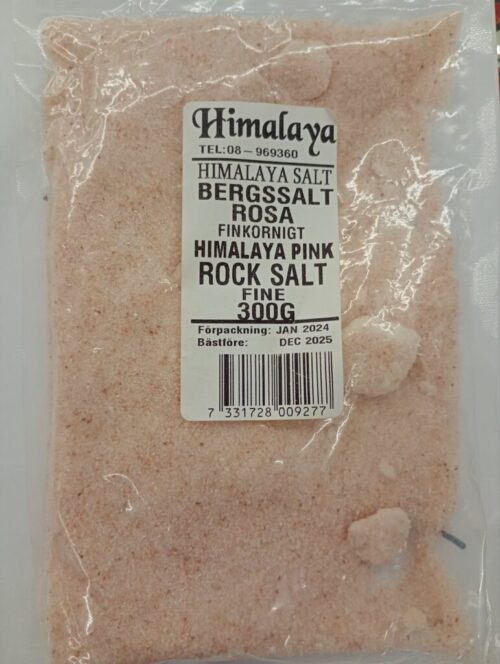 Himalaya
TEL:08-969360
HIMALAYA SALT
BERGSSALT
ROSA
FINKORNIGT
HIMALAYA PINK
ROCK SALT
FINE
300G
Förpackning: JAN 2024
Bästföre: DEC 2025
7 331728 009277